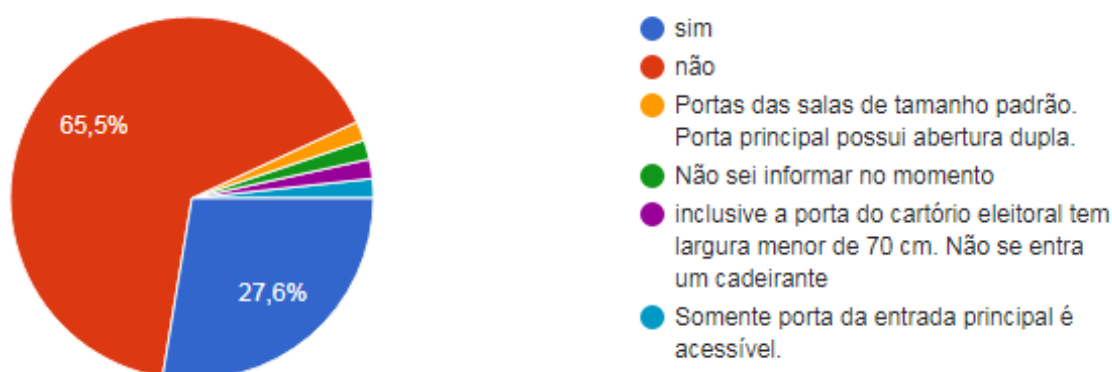 65,5%
27,6%
sim
não
Portas das salas de tamanho padrão.
Porta principal possui abertura dupla.
Não sei informar no momento
inclusive a porta do cartório eleitoral tem
largura menor de 70 cm. Não se entra
um cadeirante
Somente porta da entrada principal é
acessível.